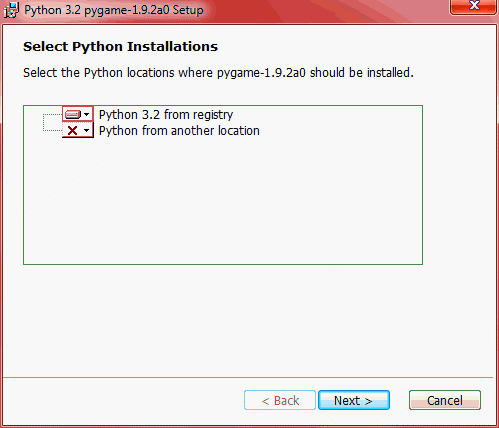 Python 3.2 pygame-1.9.2a0 Setup
Select Python Installations
Select the Python locations where pygame-1.9.2a0 should be installed.
Python 3.2 from registry
Python from another location
< Back
Next >
Cancel